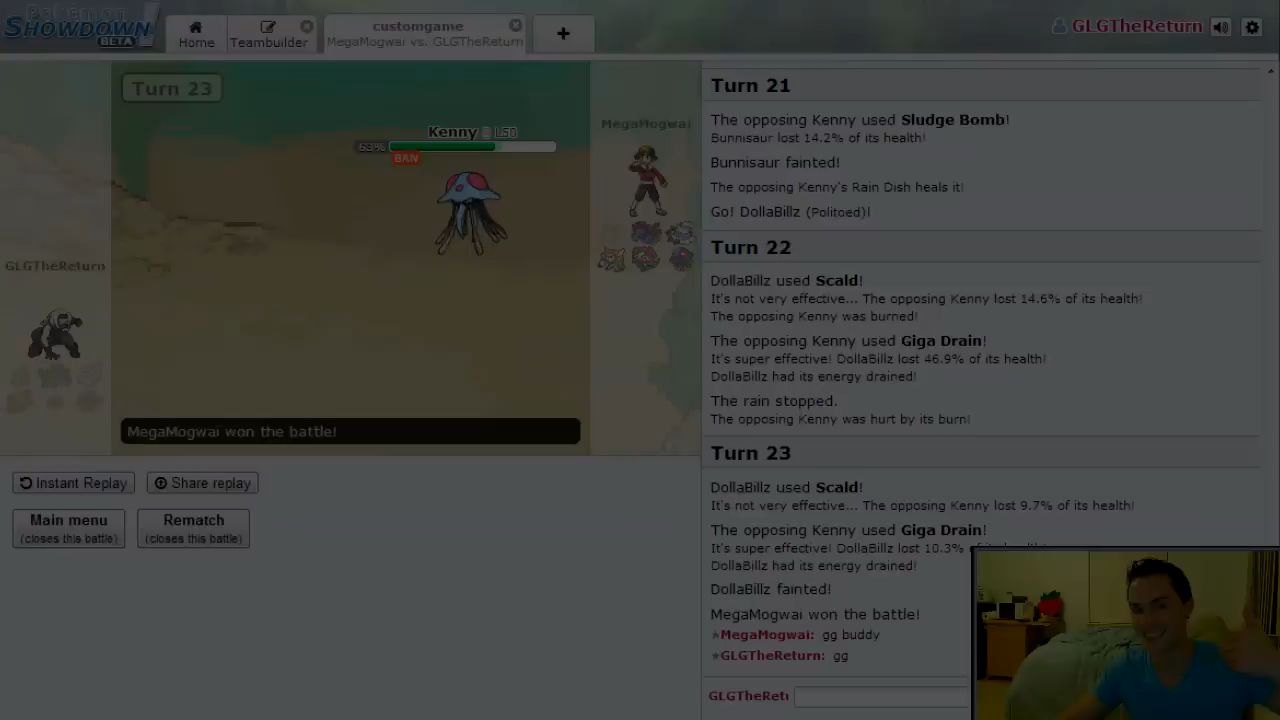 Pokémon
SHOWDOWN!
BETA
Home
Teambuilder
customgame
MegaMogwai vs. GLGTheReturn
GLGTheReturn
Turn 23
Kenny L50
63%
BRN
MegaMogwai
GLGTheReturn
MegaMogwai won the battle!
Instant Replay
Share replay
Main menu
(closes this battle)
Rematch
(closes this battle)
Turn 21
The opposing Kenny used Sludge Bomb!
Bunnisaur lost 14.2% of its health!
Bunnisaur fainted!
The opposing Kenny's Rain Dish heals it!
Go! DollaBillz (Politoed)!
Turn 22
DollaBillz used Scald!
It's not very effective... The opposing Kenny lost 14.6% of its health!
The opposing Kenny was burned!
The opposing Kenny used Giga Drain!
It's super effective! DollaBillz lost 46.9% of its health!
DollaBillz had its energy drained!
The rain stopped.
The opposing Kenny was hurt by its burn!
Turn 23
DollaBillz used Scald!
It's not very effective... The opposing Kenny lost 9.7% of its health!
The opposing Kenny used Giga Drain!
It's super effective! DollaBillz lost 10.3% of its health!
DollaBillz had its energy drained!
DollaBillz fainted!
MegaMogwai won the battle!
☆MegaMogwai: gg buddy
☆GLGTheReturn: gg
GLGTheRet